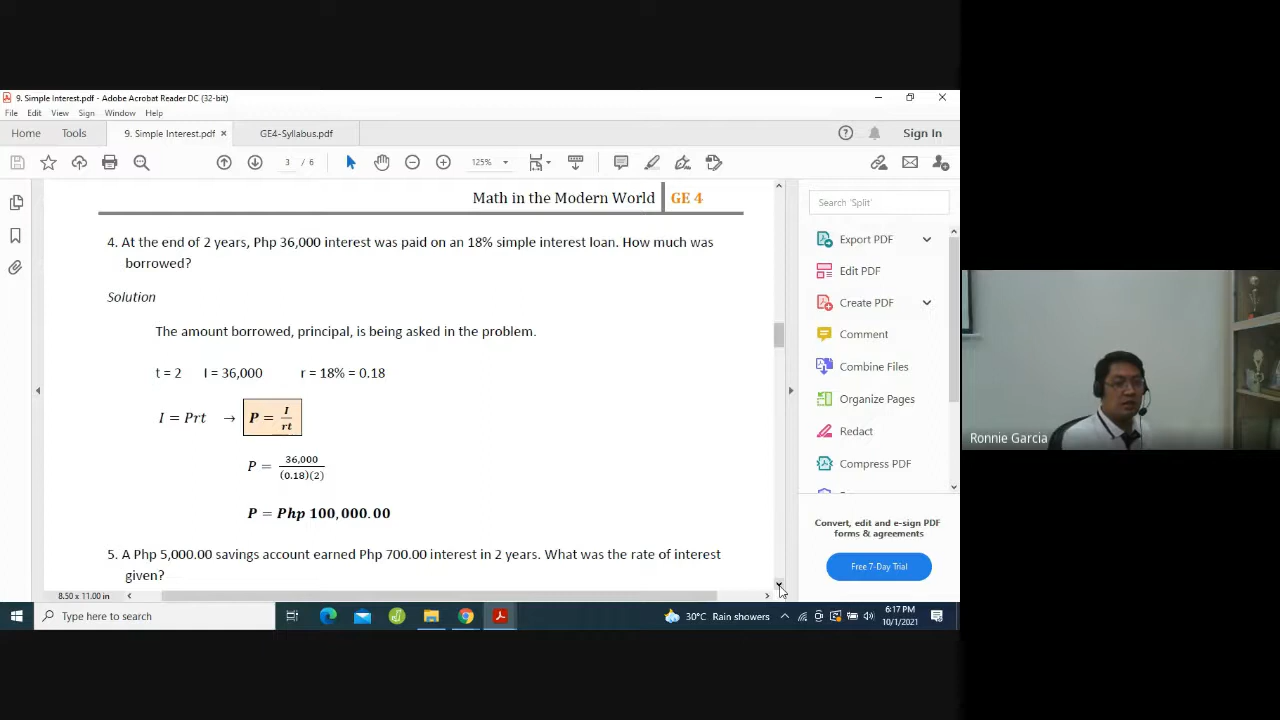 9. Simple Interest.pdf - Adobe Acrobat Reader DC (32-bit)
File Edit View Sign Window Help
Home Tools 9. Simple Interest.pdf × GE4-Syllabus.pdf Sign In
3 / 6 125%
Math in the Modern World GE 4
4. At the end of 2 years, Php 36,000 interest was paid on an 18% simple interest loan. How much was
borrowed?
Solution
The amount borrowed, principal, is being asked in the problem.
t = 2 I = 36,000 r = 18% = 0.18
I = Prt → P = I/rt
P = 36,000/(0.18)(2)
P = Php 100,000.00
5. A Php 5,000.00 savings account earned Php 700.00 interest in 2 years. What was the rate of interest
given?
8.50 x 11.00 in
Search 'Split'
Export PDF
Edit PDF
Create PDF
Comment
Combine Files
Organize Pages
Redact
Compress PDF
Convert, edit and e-sign PDF
forms & agreements
Free 7-Day Trial
Type here to search
30°C Rain showers
6:17 PM
10/1/2021
Ronnie Garcia